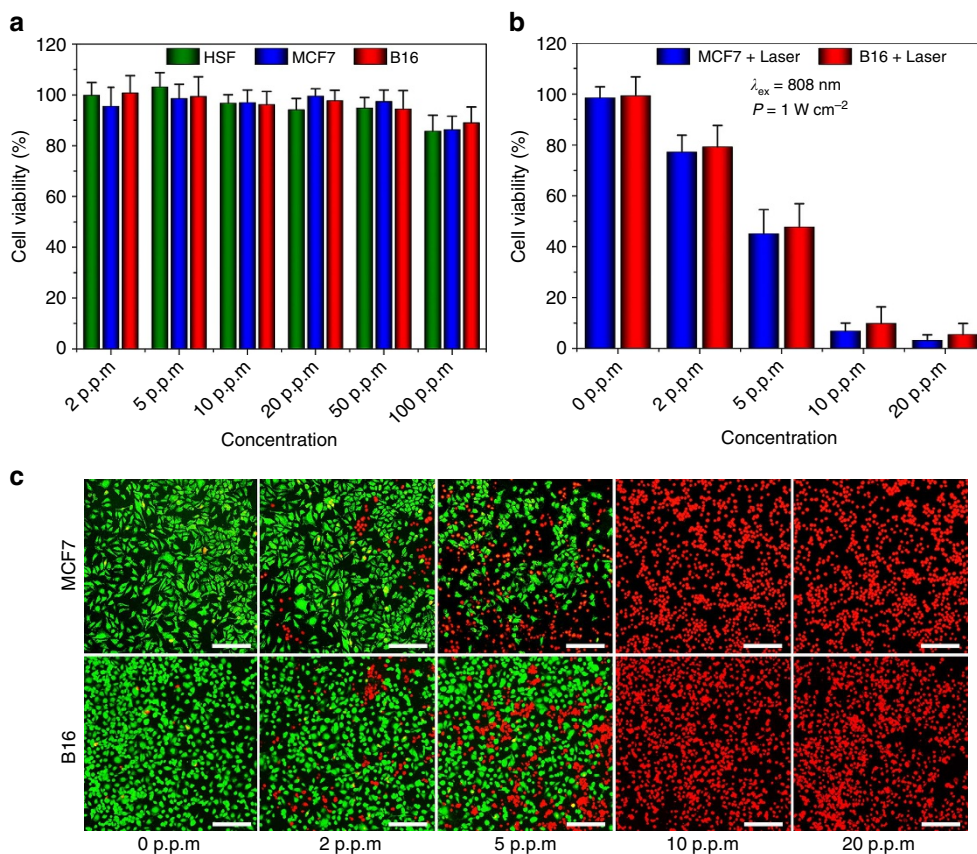 a
120
100
80
60
40
20
0
Cell viability (%)
HSF MCF7 B16
2 p.p.m 5 p.p.m 10 p.p.m 20 p.p.m 50 p.p.m 100 p.p.m
Concentration
b
120
100
80
60
40
20
0
Cell viability (%)
MCF7 + Laser B16 + Laser
λex = 808 nm
P = 1 W cm−2
0 p.p.m 2 p.p.m 5 p.p.m 10 p.p.m 20 p.p.m
Concentration
c
MCF7
B16
0 p.p.m 2 p.p.m 5 p.p.m 10 p.p.m 20 p.p.m